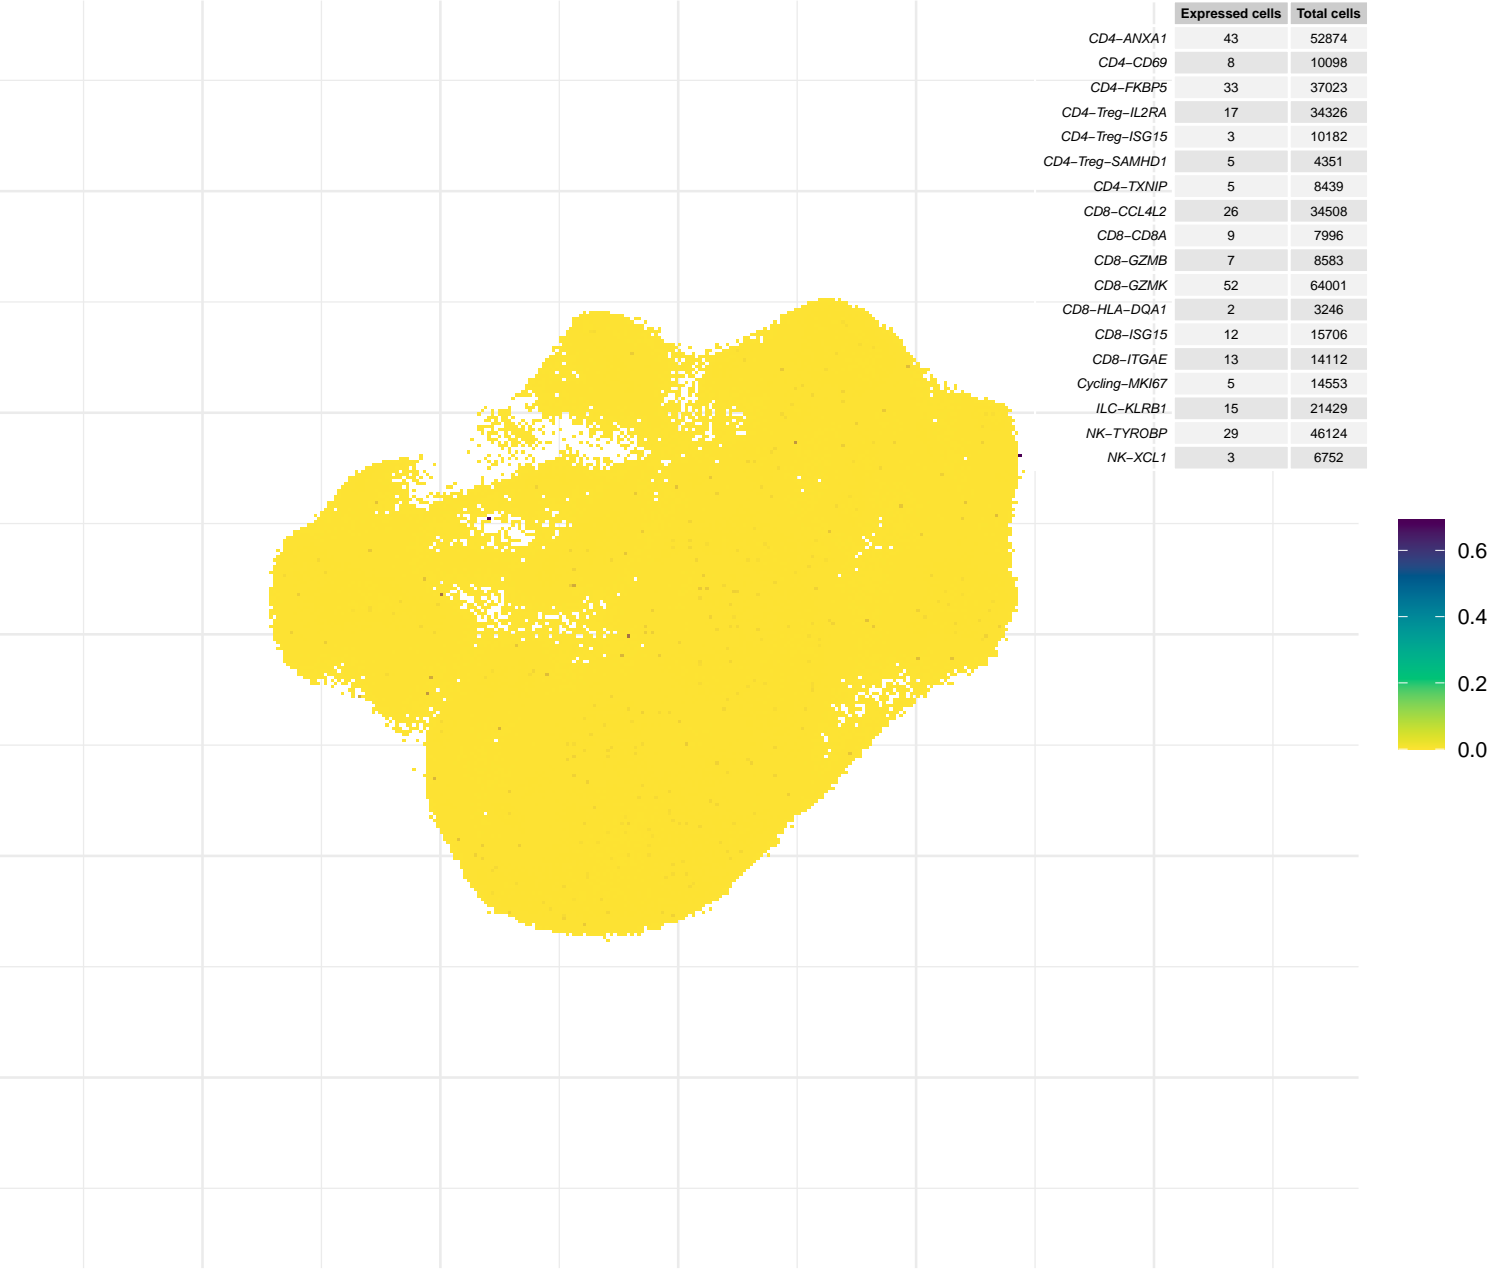 Expressed cells Total cells
CD4−ANXA1 43 52874
CD4−CD69 8 10098
CD4−FKBP5 33 37023
CD4−Treg−IL2RA 17 34326
CD4−Treg−ISG15 3 10182
CD4−Treg−SAMHD1 5 4351
CD4−TXNIP 5 8439
CD8−CCL4L2 26 34508
CD8−CD8A 9 7996
CD8−GZMB 7 8583
CD8−GZMK 52 64001
CD8−HLA−DQA1 2 3246
CD8−ISG15 12 15706
CD8−ITGAE 13 14112
Cycling−MKI67 5 14553
ILC−KLRB1 15 21429
NK−TYROBP 29 46124
NK−XCL1 3 6752
0.6
0.4
0.2
0.0